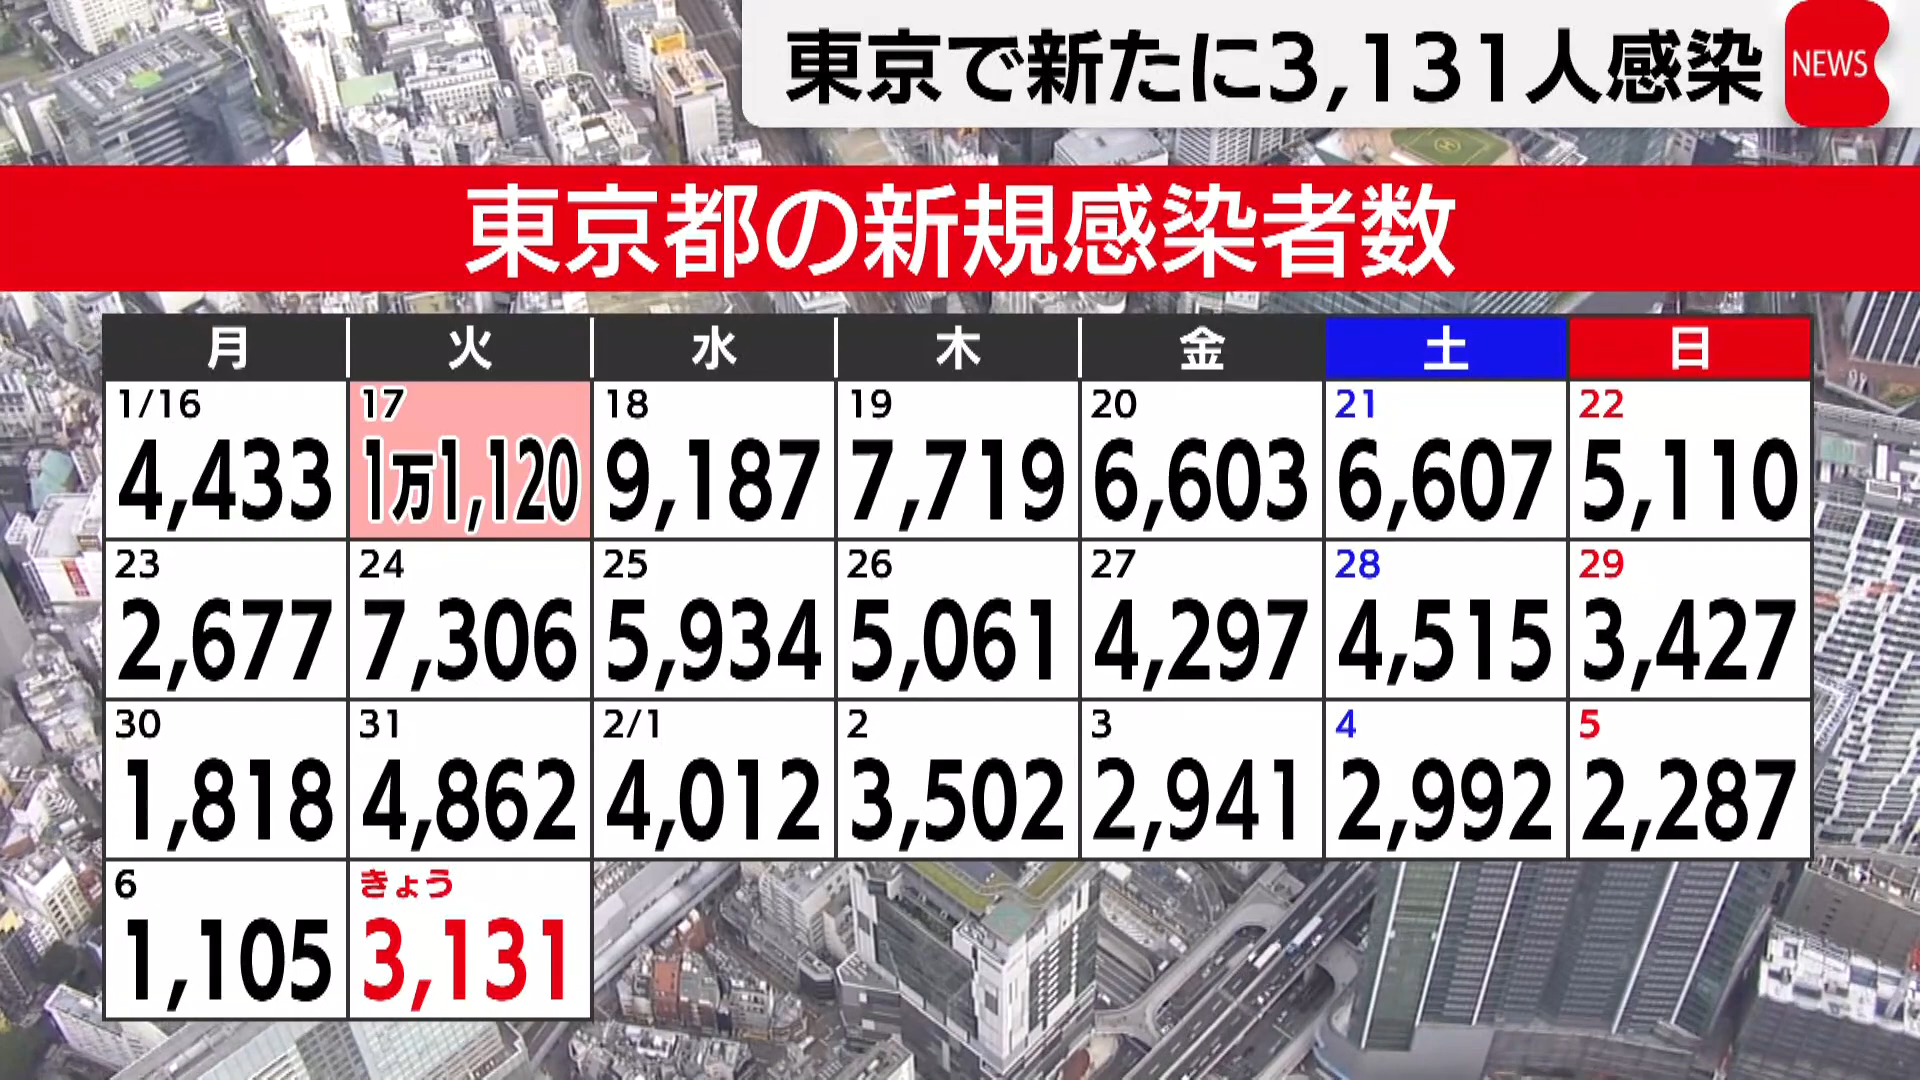 東京で新たに3,131人感染
NEWS
東京都の新規感染者数
月 火 水 木 金 土 日
1/16 17 18 19 20 21 22
4,433 1万1,120 9,187 7,719 6,603 6,607 5,110
23 24 25 26 27 28 29
2,677 7,306 5,934 5,061 4,297 4,515 3,427
30 31 2/1 2 3 4 5
1,818 4,862 4,012 3,502 2,941 2,992 2,287
6 きょう
1,105 3,131